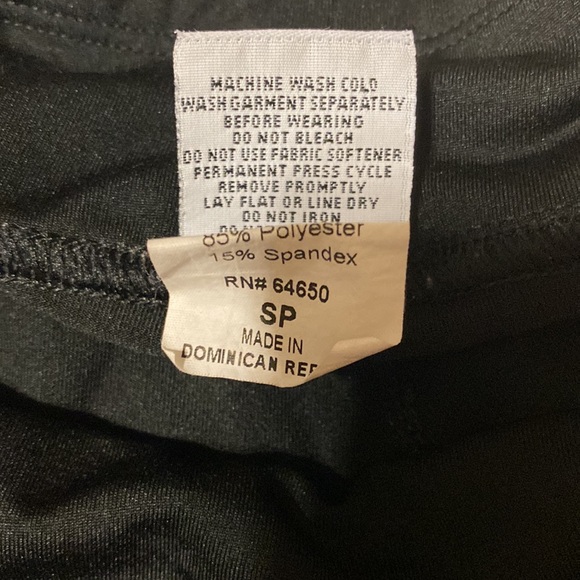 MACHINE WASH COLD
WASH GARMENT SEPARATELY
BEFORE WEARING
DO NOT BLEACH
DO NOT USE FABRIC SOFTENER
PERMANENT PRESS CYCLE
REMOVE PROMPTLY
LAY FLAT OR LINE DRY
DO NOT IRON
85% Polyester
15% Spandex
RN# 64650
SP
MADE IN
DOMINICAN REP